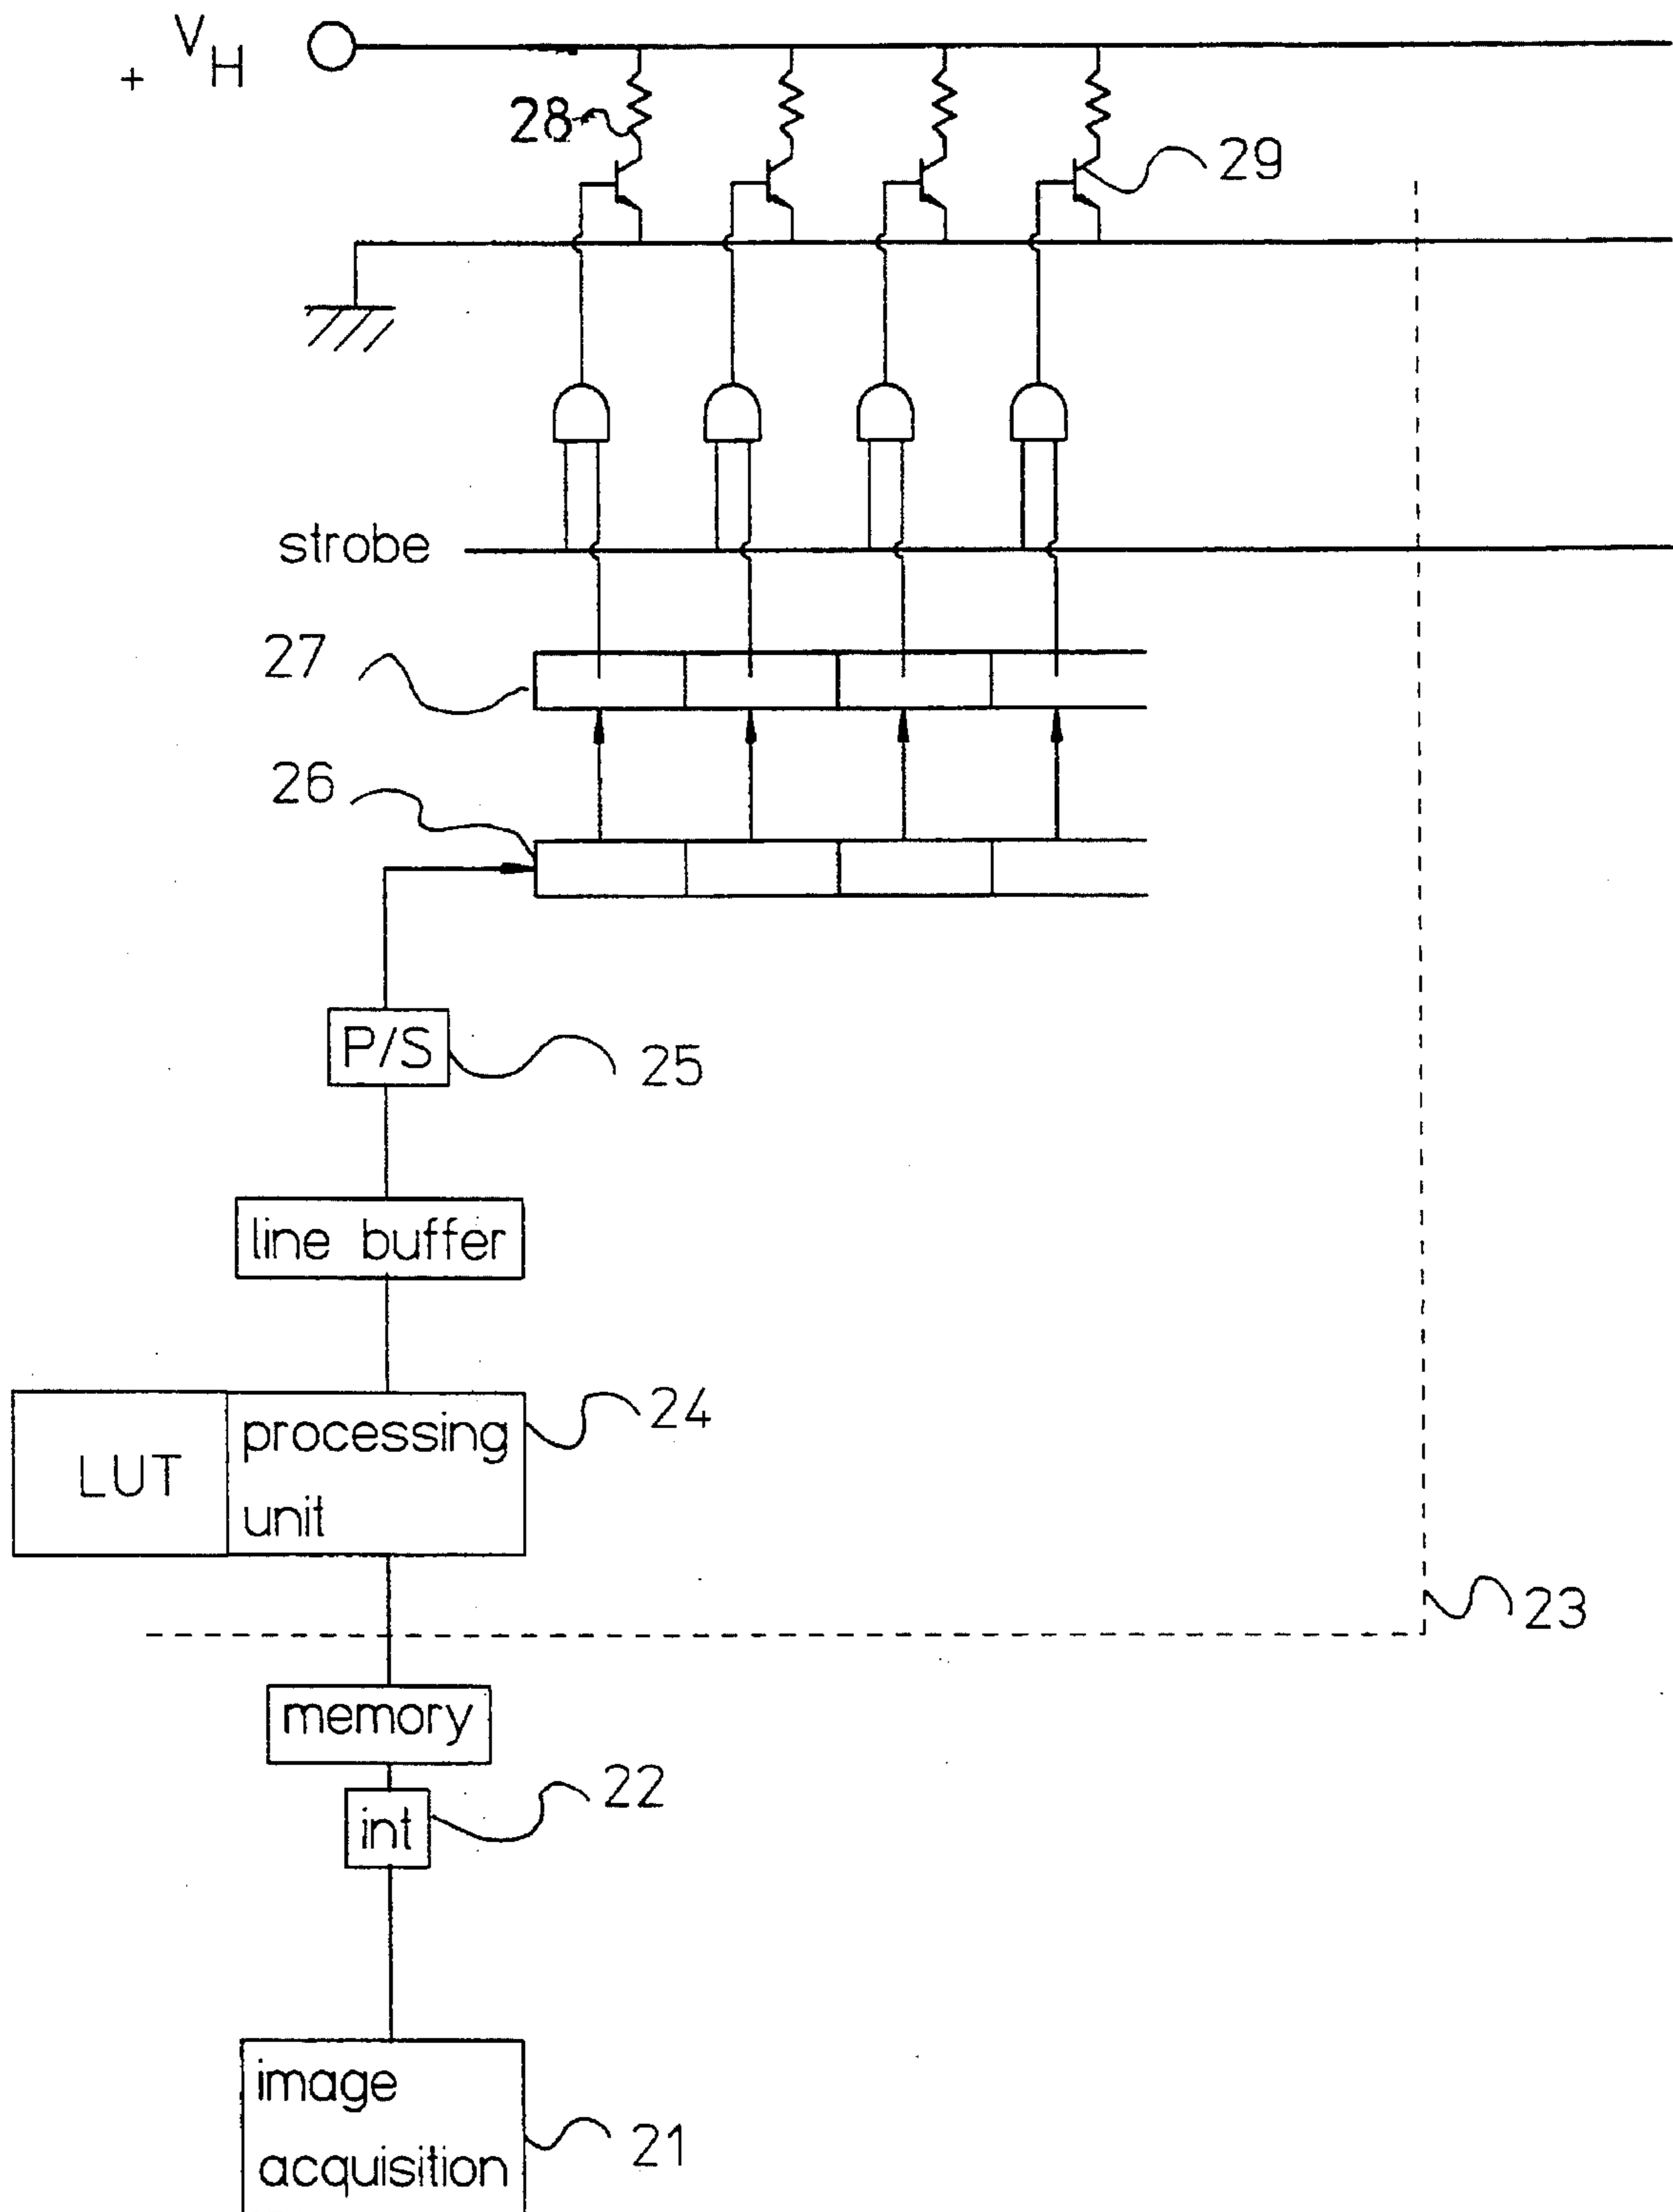 + VH
28
29
strobe
27
26
P/S
25
line buffer
LUT
processing
unit
24
23
memory
int
22
image
acquisition
21